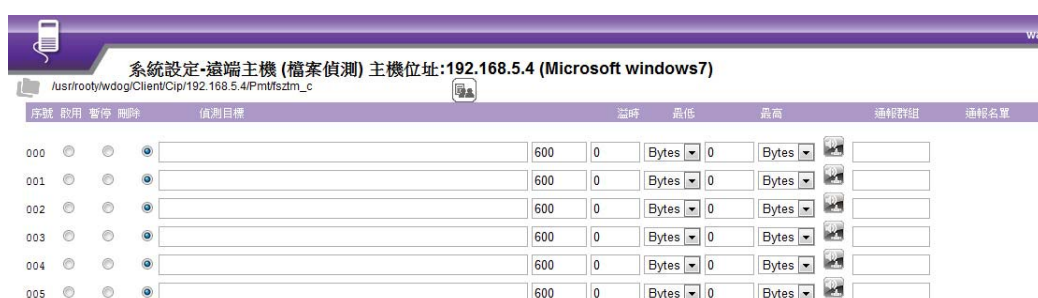 wa
系統設定-遠端主機 (檔案偵測) 主機位址:192.168.5.4 (Microsoft windows7)
/usr/rooty/wdog/Client/Cip/192.168.5.4/Pmt/fsztm_c
序號 啟用 暫停 刪除 偵測目標 溢時 最低 最高 通報群組 通報名單
000 600 0 Bytes 0 Bytes
001 600 0 Bytes 0 Bytes
002 600 0 Bytes 0 Bytes
003 600 0 Bytes 0 Bytes
004 600 0 Bytes 0 Bytes
005 600 0 Bytes 0 Bytes